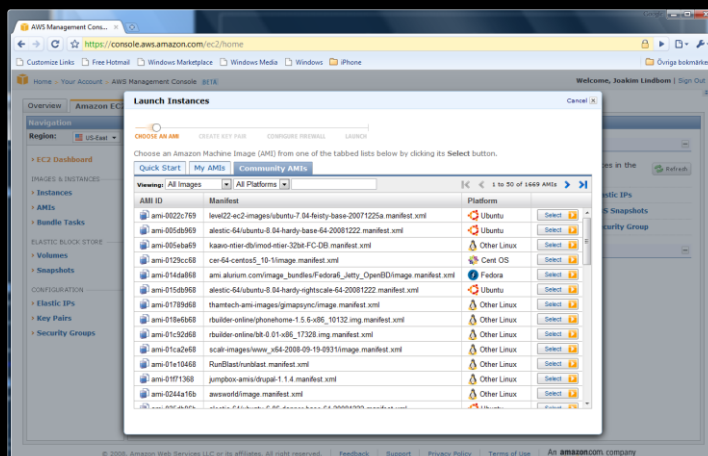 AWS Management Cons...
https://console.aws.amazon.com/ec2/home
Customize Links Free Hotmail Windows Marketplace Windows Media Windows iPhone Övriga bokmärken
Home > Your Account > AWS Management Console BETA Welcome, Joakim Lindbom | Sign Out
Overview Amazon EC2
Launch Instances Cancel
Navigation
Region: US-East
CHOOSE AN AMI CREATE KEY PAIR CONFIGURE FIREWALL LAUNCH
Choose an Amazon Machine Image (AMI) from one of the tabbed lists below by clicking its Select button.
EC2 Dashboard
Quick Start My AMIs Community AMIs
Refresh
IMAGES & INSTANCES
Instances
AMIs
Bundle Tasks
ELASTIC BLOCK STORE
Volumes
Snapshots
CONFIGURATION
Elastic IPs
Key Pairs
Security Groups
Viewing: All Images All Platforms 1 to 50 of 1669 AMIs
AMI ID Manifest Platform
ami-0022c769 level22-ec2-images/ubuntu-7.04-feisty-base-20071225a.manifest.xml Ubuntu Select
ami-005db969 alestic-64/ubuntu-8.04-hardy-base-64-20081222.manifest.xml Ubuntu Select
ami-005eba69 kaavo-ntier-db/imod-ntier-32bit-FC-DB.manifest.xml Other Linux Select
ami-0129cc68 cer-64-centos5_10-1/image.manifest.xml Cent OS Select
ami-014da868 ami.alurium.com/image_bundles/Fedora6_Jetty_OpenBD/image.manifest.xml Fedora Select
ami-015db968 alestic-64/ubuntu-8.04-hardy-rightscale-64-20081222.manifest.xml Ubuntu Select
ami-01789d68 thamtech-ami-images/gimapsync/image.manifest.xml Other Linux Select
ami-018e6b68 rbuilder-online/phonehome-1.5.6-x86_10132.img.manifest.xml Other Linux Select
ami-01c92d68 rbuilder-online/blt-0.01-x86_17328.img.manifest.xml Other Linux Select
ami-01ca2e68 scalr-images/www_x64-2008-09-19-0931/image.manifest.xml Other Linux Select
ami-01e10468 RunBlast/runblast.manifest.xml Other Linux Select
ami-01f71368 jumpbox-amis/drupal-1.1.4.manifest.xml Other Linux Select
ami-0244a16b awsworld/image.manifest.xml Other Linux Select
© 2008, Amazon Web Services LLC or its affiliates. All right reserved. Feedback Support Privacy Policy Terms of Use An amazon.com. company